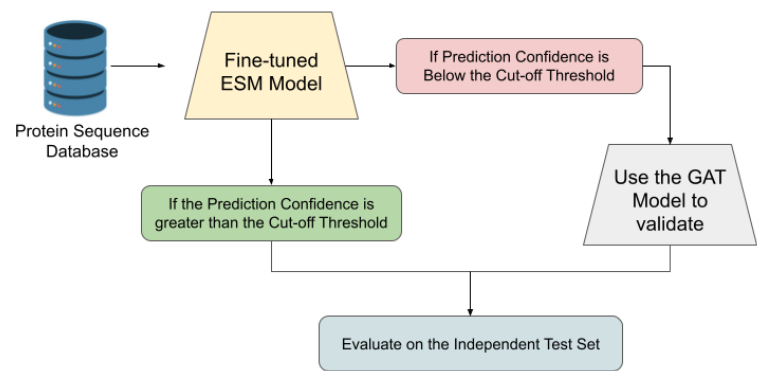 Protein Sequence
Database
Fine-tuned
ESM Model
If Prediction Confidence is
Below the Cut-off Threshold
If the Prediction Confidence is
greater than the Cut-off Threshold
Use the GAT
Model to
validate
Evaluate on the Independent Test Set